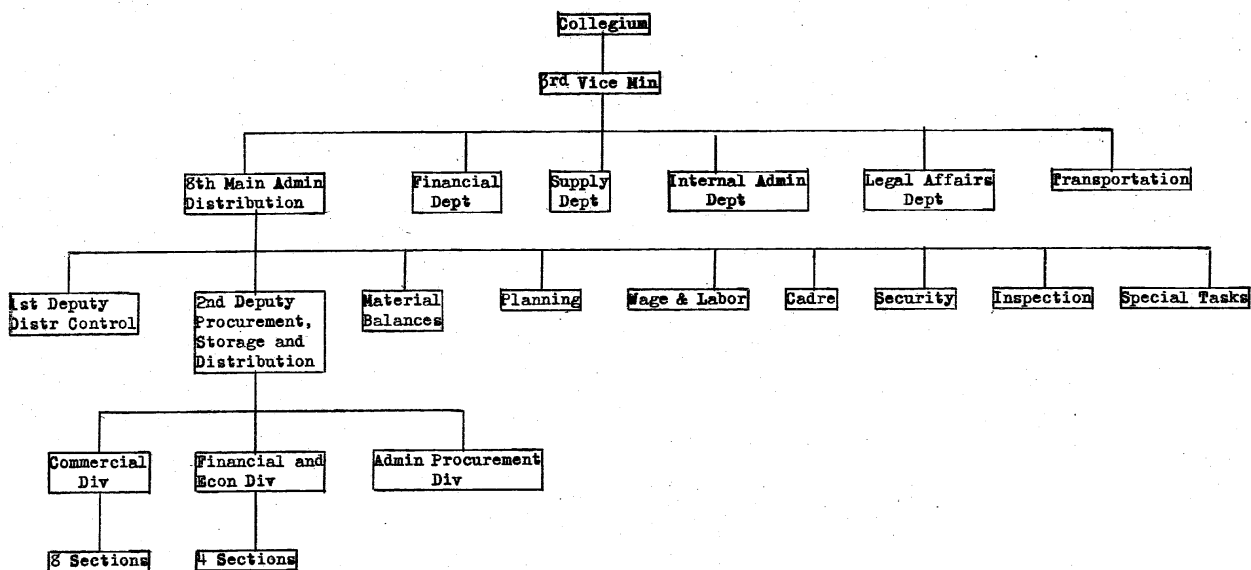 Collegium
3rd Vice Min
8th Main Admin
Distribution
Financial
Dept
Supply
Dept
Internal Admin
Dept
Legal Affairs
Dept
Transportation
1st Deputy
Distr Control
2nd Deputy
Procurement,
Storage and
Distribution
Material
Balances
Planning
Wage & Labor
Cadre
Security
Inspection
Special Tasks
Commercial
Div
Financial and
Econ Div
Admin Procurement
Div
8 Sections
4 Sections